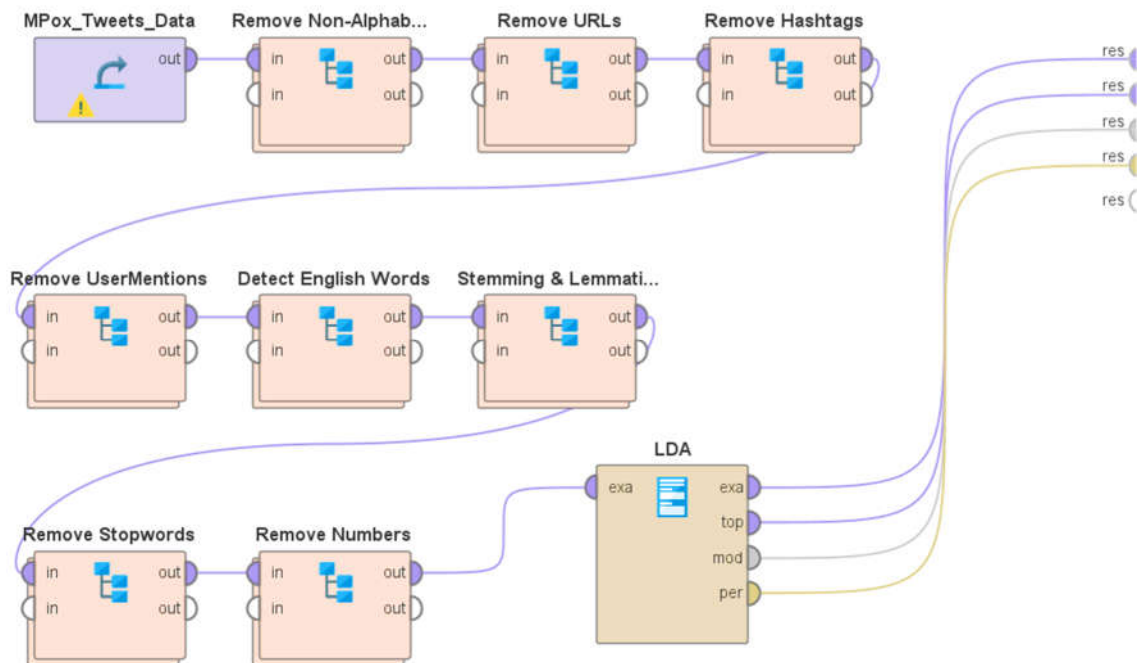 MPox_Tweets_Data
Remove Non-Alphab...
Remove URLs
Remove Hashtags
out
in
out
in
out
in
out
in
out
in
out
in
out
in
out
res
res
res
res
res
Remove UserMentions
Detect English Words
Stemming & Lemmati...
in
out
in
out
in
out
in
out
in
out
in
out
LDA
exa
exa
top
mod
per
Remove Stopwords
Remove Numbers
in
out
in
out
in
out
in
out